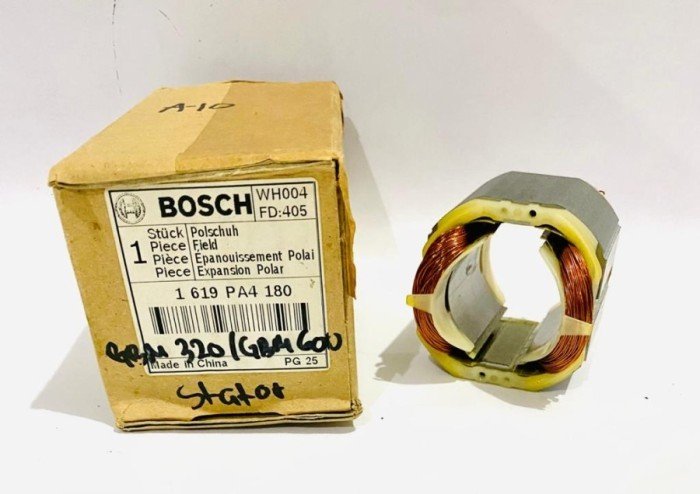 A-10
BOSCH
WH004
FD:405
1
Stück Polschuh
Piece Field
Pièce Epanouissement Polai
Piece Expansion Polar
1 619 PA4 180
GBM 320/GBM 600
Made in China PG 25
Stator